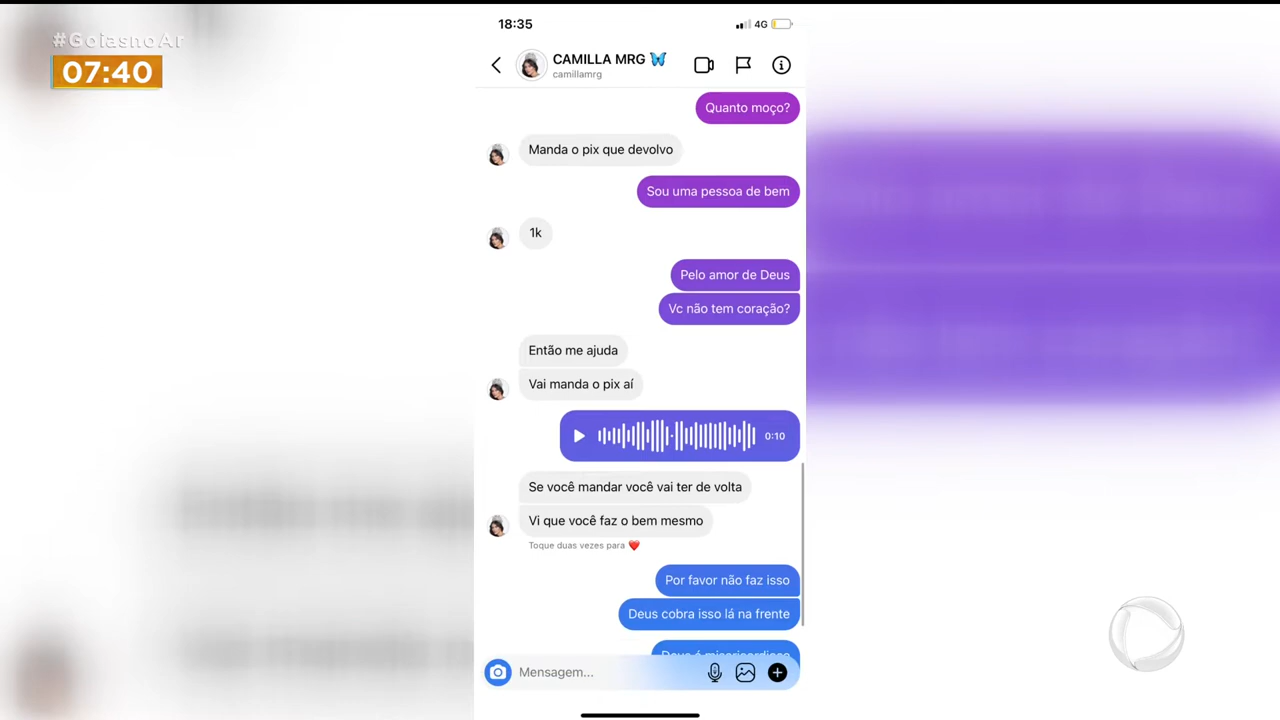 #GoiasnoAr
07:40
18:35
4G
CAMILLA MRG 🦋
camillamrg
Quanto moço?
Manda o pix que devolvo
Sou uma pessoa de bem
1k
Pelo amor de Deus
Vc não tem coração?
Então me ajuda
Vai manda o pix aí
0:10
Se você mandar você vai ter de volta
Vi que você faz o bem mesmo
Toque duas vezes para ❤️
Por favor não faz isso
Deus cobra isso lá na frente
Deus é misericordioso
Mensagem...